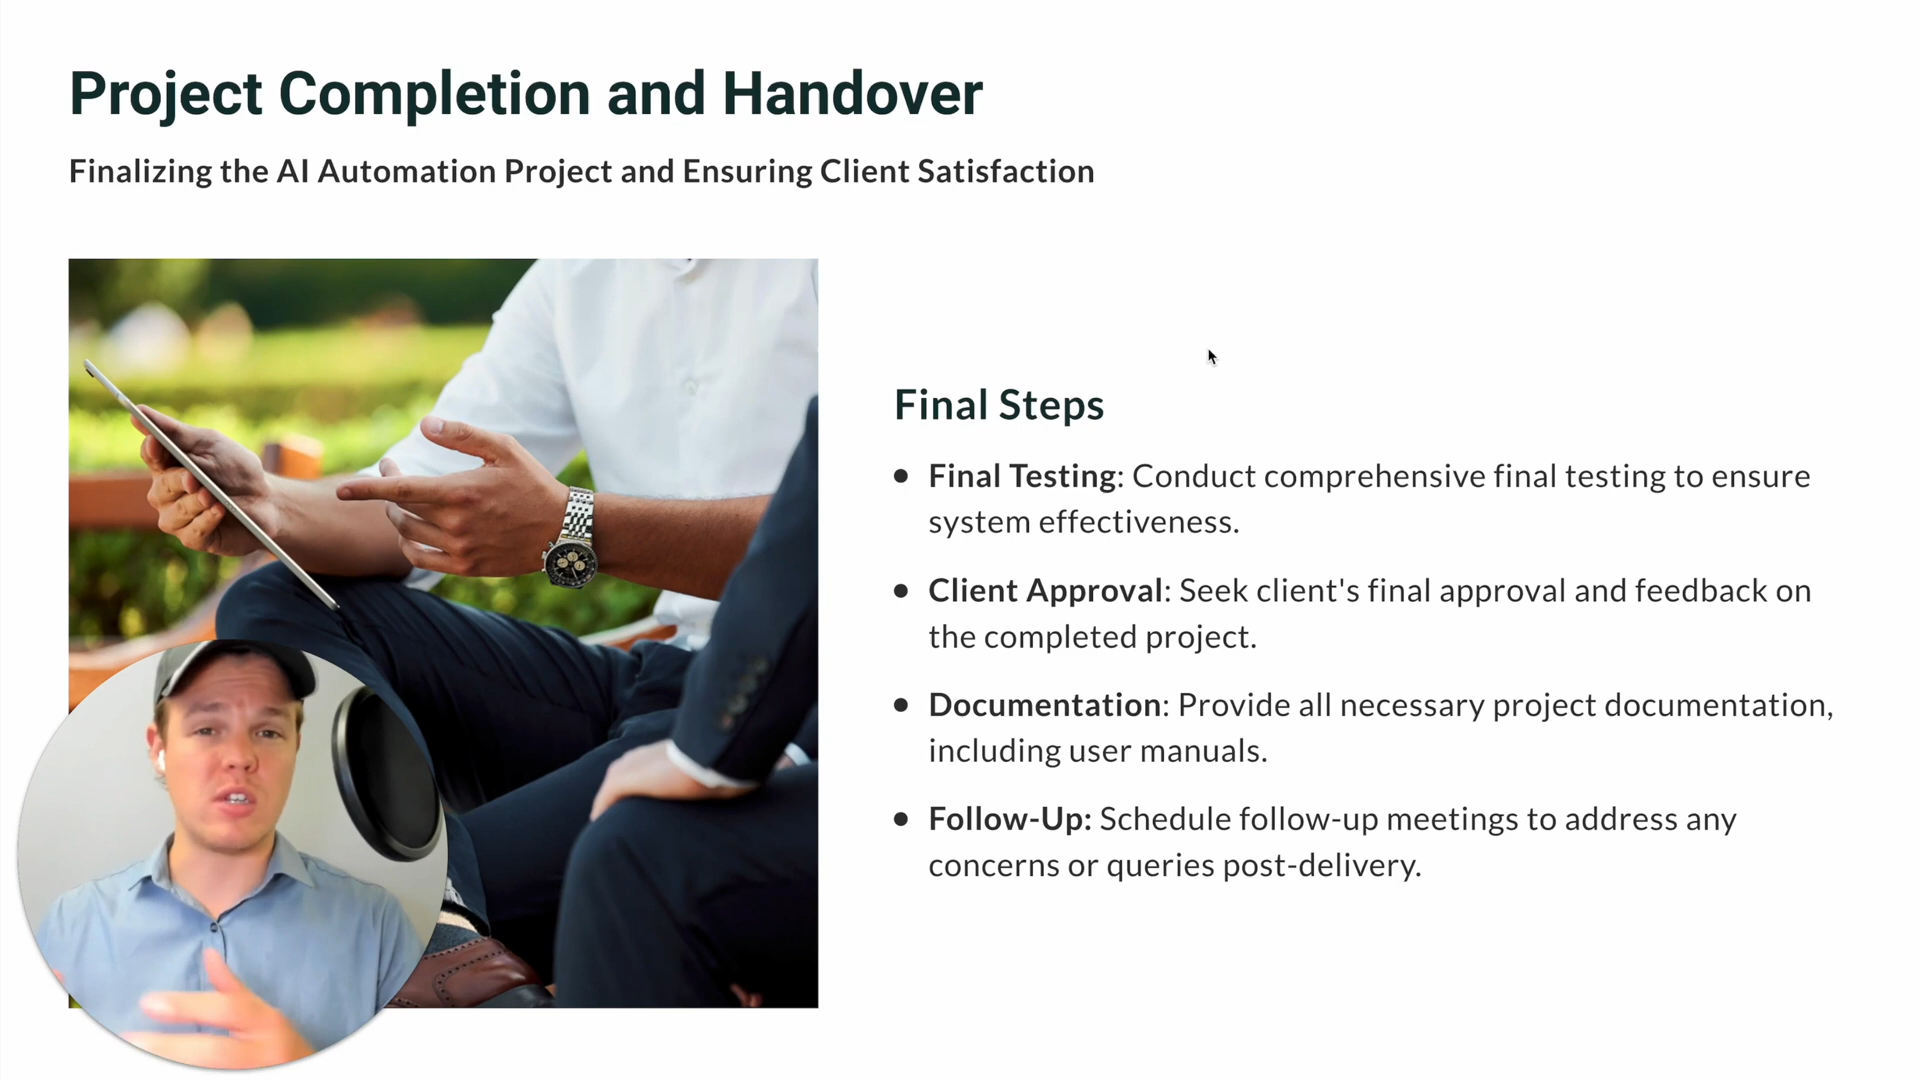 Project Completion and Handover
Finalizing the AI Automation Project and Ensuring Client Satisfaction
Final Steps
• Final Testing: Conduct comprehensive final testing to ensure
system effectiveness.
• Client Approval: Seek client's final approval and feedback on
the completed project.
• Documentation: Provide all necessary project documentation,
including user manuals.
• Follow-Up: Schedule follow-up meetings to address any
concerns or queries post-delivery.